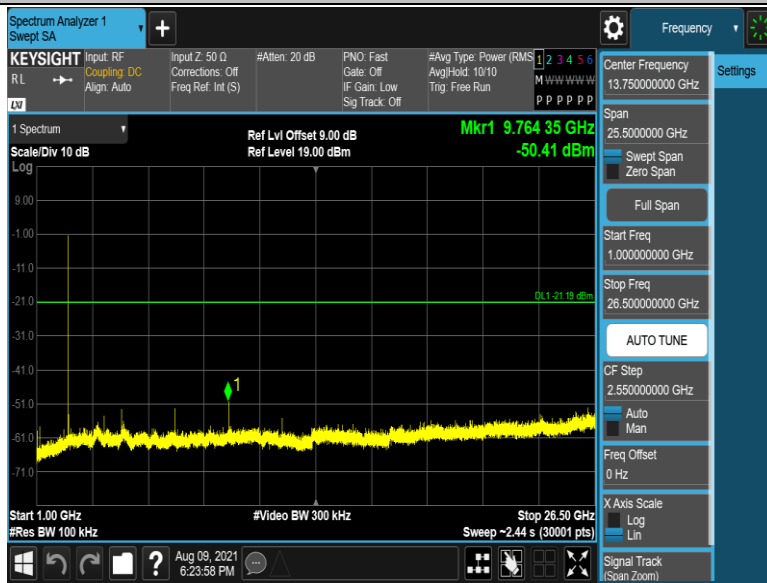 Spectrum Analyzer 1
Swept SA
Frequency
KEYSIGHT
RL
LXI
Input: RF
Coupling: DC
Align: Auto
Input Z: 50 Ω
Corrections: Off
Freq Ref: Int (S)
#Atten: 20 dB
PNO: Fast
Gate: Off
IF Gain: Low
Sig Track: Off
#Avg Type: Power (RMS
Avg|Hold: 10/10
Trig: Free Run
1 2 3 4 5 6
M W W W W W
P P P P P P
Settings
Center Frequency
13.750000000 GHz
Span
25.5000000 GHz
Swept Span
Zero Span
Full Span
Start Freq
1.000000000 GHz
Stop Freq
26.500000000 GHz
AUTO TUNE
CF Step
2.550000000 GHz
Auto
Man
Freq Offset
0 Hz
X Axis Scale
Log
Lin
Signal Track
(Span Zoom)
1 Spectrum
Scale/Div 10 dB
Log
Ref Lvl Offset 9.00 dB
Ref Level 19.00 dBm
Mkr1 9.764 35 GHz
-50.41 dBm
9.00
-1.00
-11.0
-21.0
-31.0
-41.0
-51.0
-61.0
-71.0
DL1 -21.19 dBm
1
Start 1.00 GHz
#Res BW 100 kHz
#Video BW 300 kHz
Stop 26.50 GHz
Sweep ~2.44 s (30001 pts)
?
Aug 09, 2021
6:23:58 PM